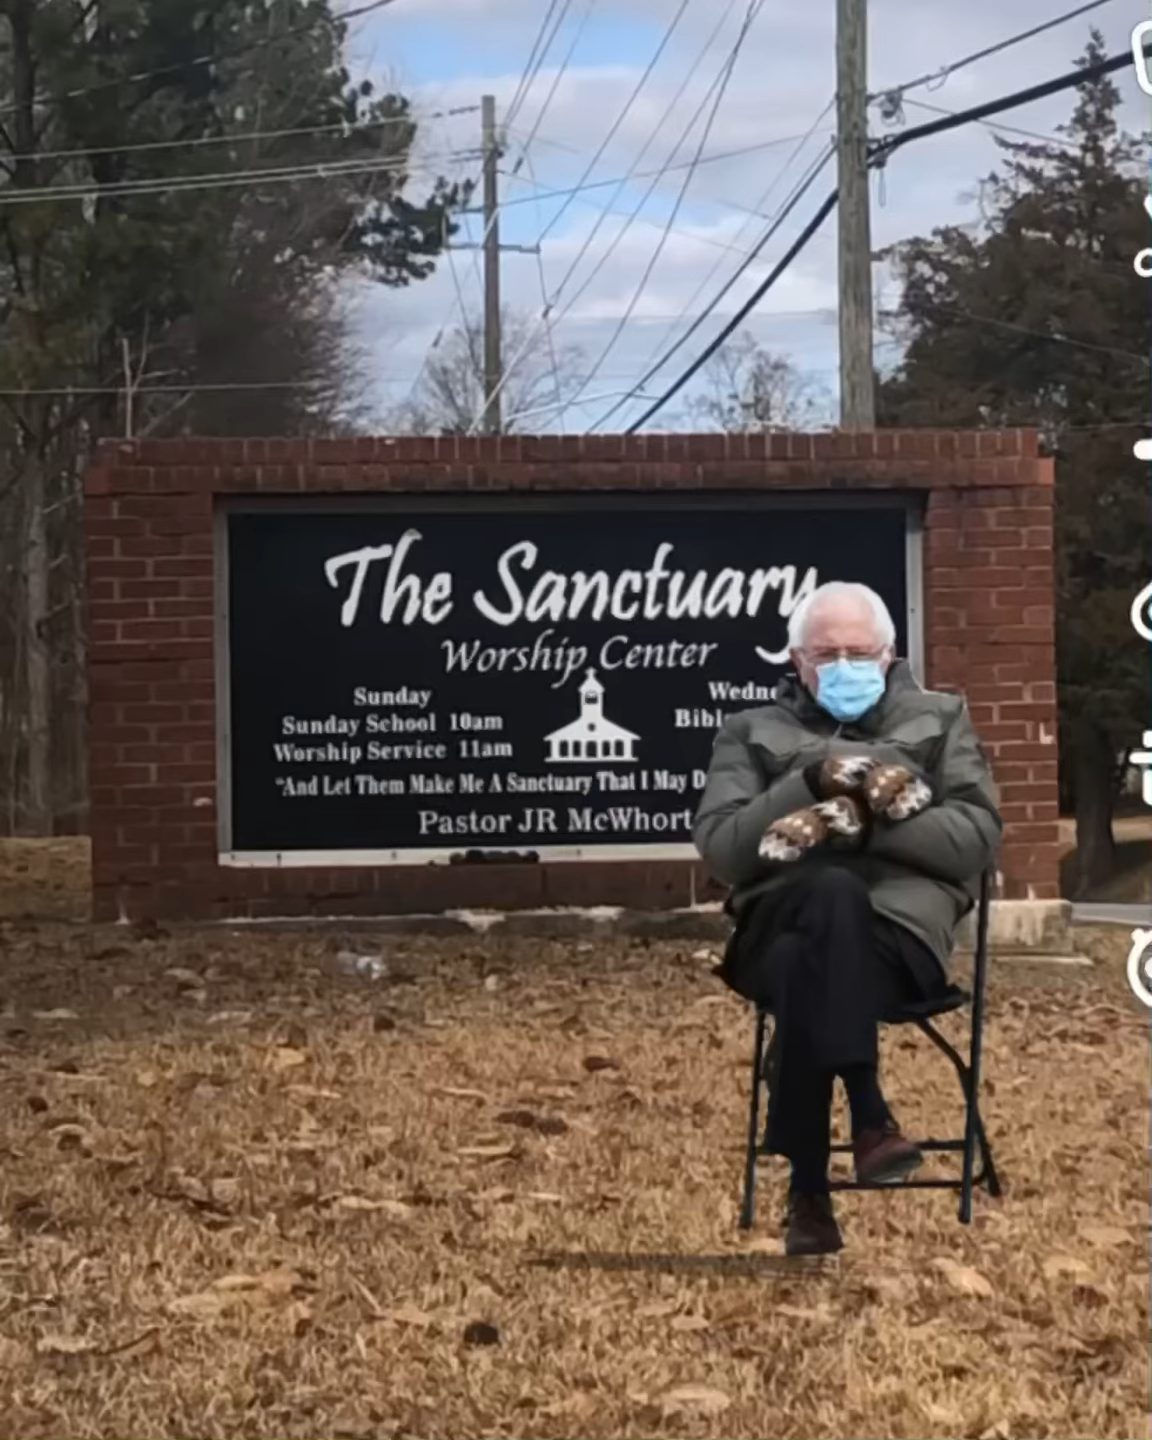 The Sanctuary
Worship Center
Sunday
Sunday School 10am
Worship Service 11am
"And Let Them Make Me A Sanctuary That I May
Pastor JR